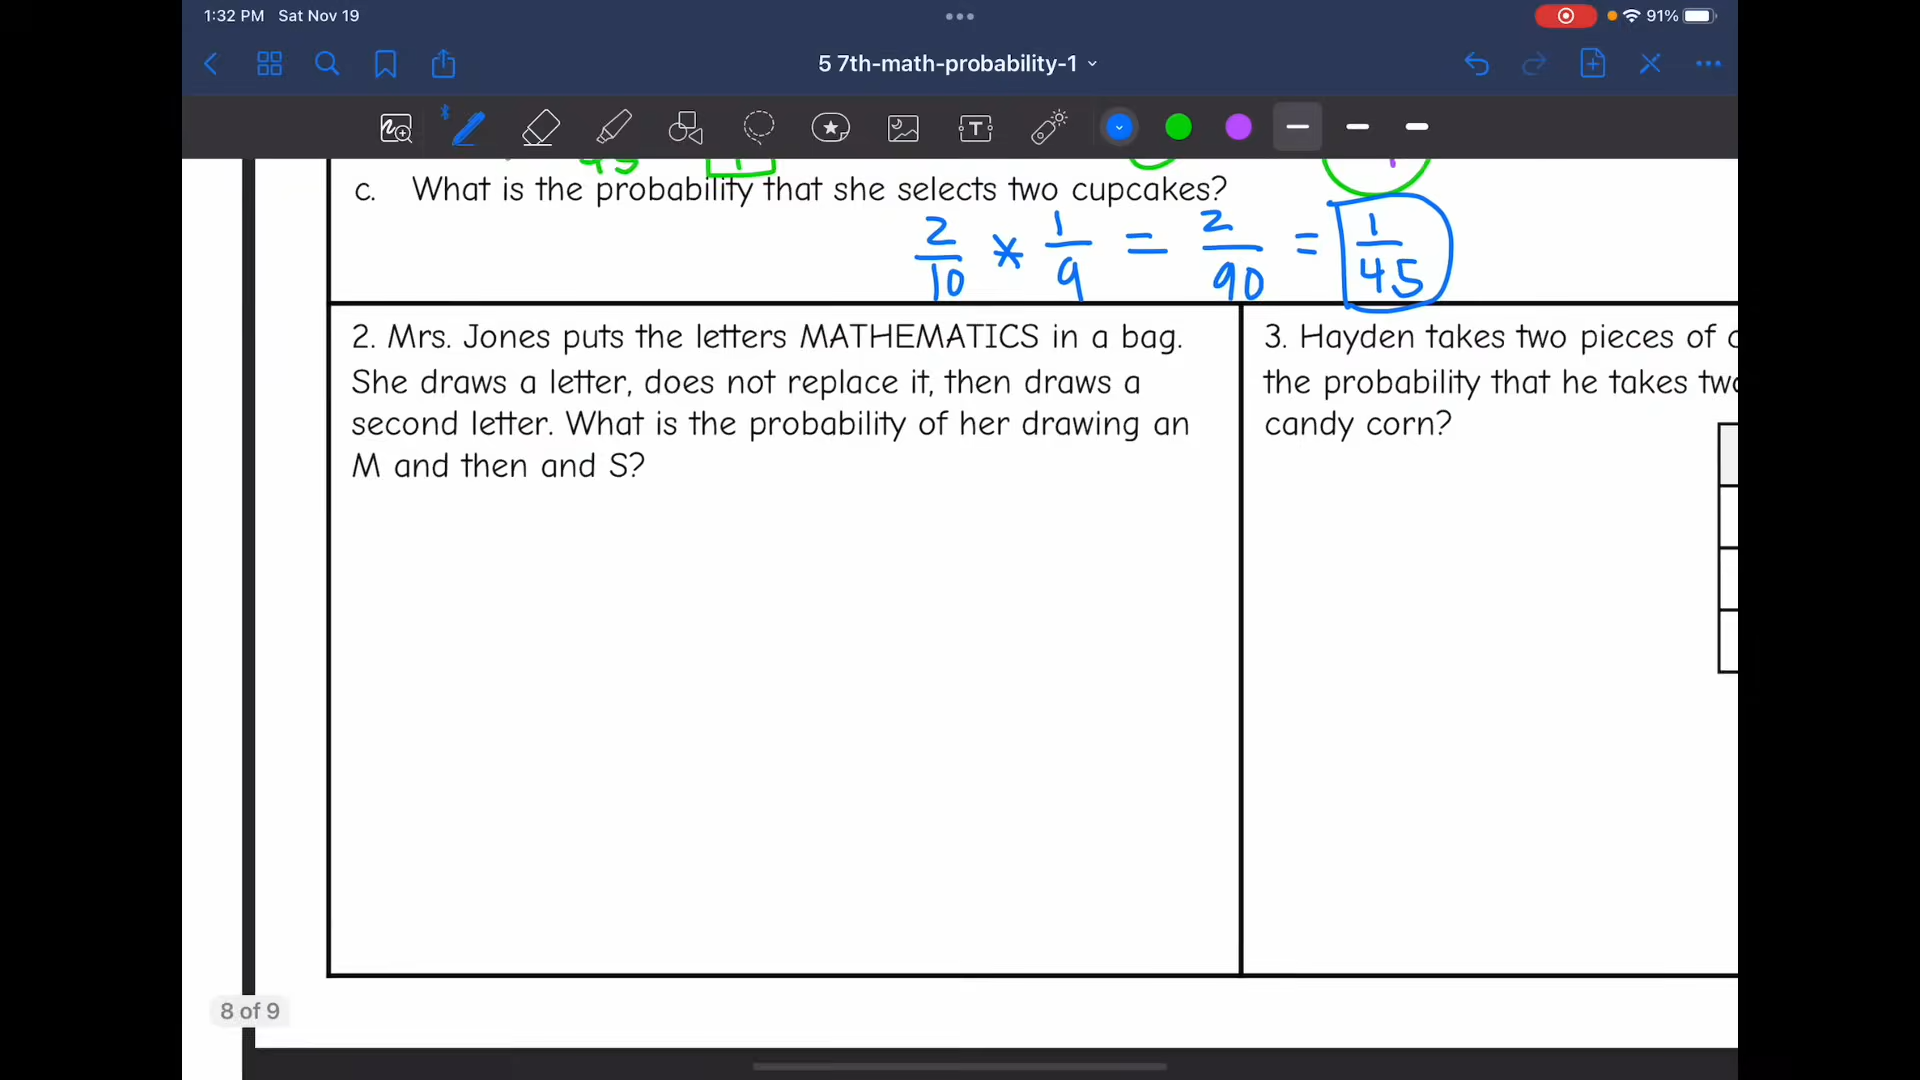 1:32 PM Sat Nov 19
91%
5 7th-math-probability-1
T
c. What is the probability that she selects two cupcakes?
2/10 * 1/9 = 2/90 = 1/45
2. Mrs. Jones puts the letters MATHEMATICS in a bag.
She draws a letter, does not replace it, then draws a
second letter. What is the probability of her drawing an
M and then and S?
3. Hayden takes two pieces of
the probability that he takes
candy corn?
8 of 9